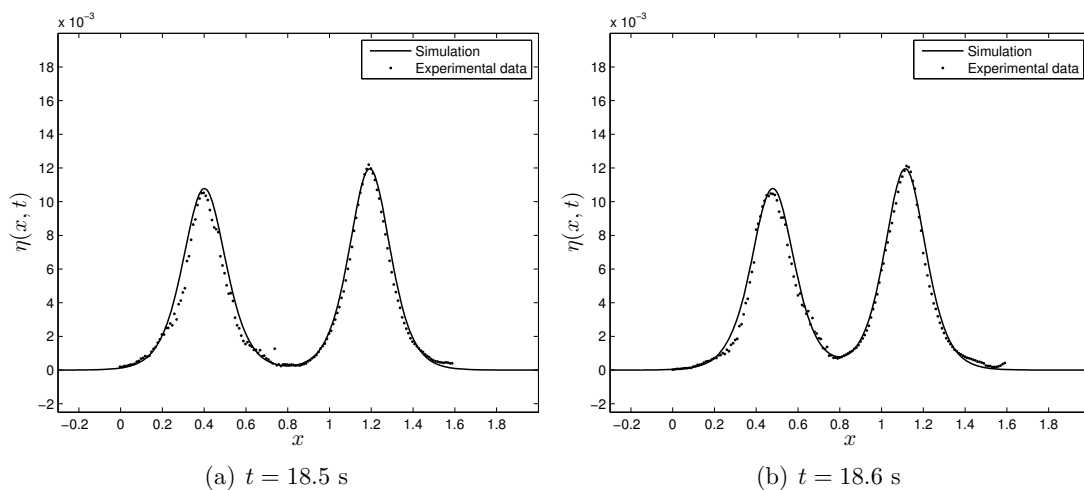 x 10⁻³
Simulation
Experimental data
18
16
14
12
10
8
6
4
2
0
−2
η(x, t)
−0.2 0 0.2 0.4 0.6 0.8 1 1.2 1.4 1.6 1.8
x
(a) t = 18.5 s
x 10⁻³
Simulation
Experimental data
18
16
14
12
10
8
6
4
2
0
−2
η(x, t)
−0.2 0 0.2 0.4 0.6 0.8 1 1.2 1.4 1.6 1.8
x
(b) t = 18.6 s